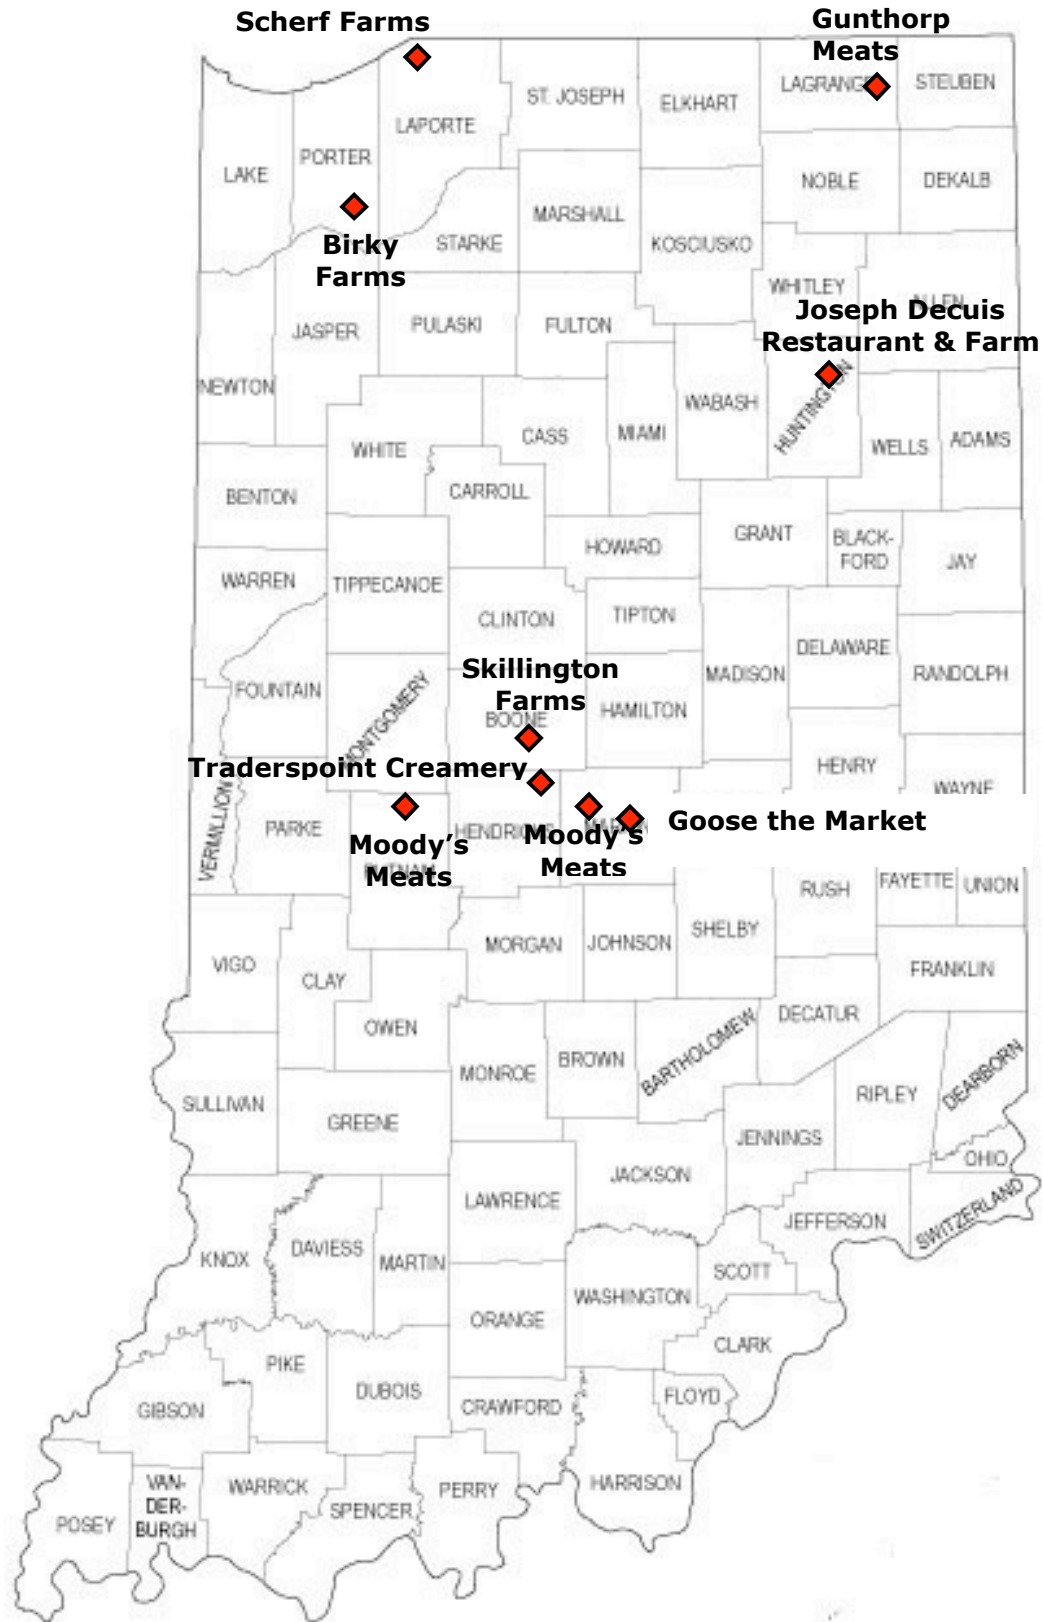 Scherf Farms
Gunthorp
Meats
LAGRANGE
STEUBEN
ST. JOSEPH
ELKHART
LAPORTE
PORTER
LAKE
NOBLE
DEKALB
MARSHALL
STARKE
KOSCIUSKO
Birky
Farms
WHITLEY
ALLEN
Joseph Decuis
Restaurant & Farm
JASPER
PULASKI
FULTON
NEWTON
WABASH
HUNTINGTON
MIAMI
CASS
WHITE
WELLS
ADAMS
CARROLL
BENTON
GRANT
BLACK-
FORD
HOWARD
JAY
WARREN
TIPPECANOE
CLINTON
TIPTON
DELAWARE
MADISON
RANDOLPH
Skillington
Farms
FOUNTAIN
MONTGOMERY
BOONE
HAMILTON
HENRY
Traderspoint Creamery
WAYNE
VERMILLION
PARKE
HENDRICKS
Goose the Market
Moody's
Meats
Moody's
Meats
RUSH
FAYETTE
UNION
SHELBY
MORGAN
JOHNSON
VIGO
CLAY
FRANKLIN
DECATUR
OWEN
BARTHOLOMEW
BROWN
MONROE
DEARBORN
RIPLEY
SULLIVAN
GREENE
JENNINGS
OHIO
JACKSON
LAWRENCE
SWITZERLAND
JEFFERSON
DAVIESS
KNOX
MARTIN
SCOTT
WASHINGTON
ORANGE
CLARK
PIKE
DUBOIS
FLOYD
CRAWFORD
GIBSON
HARRISON
WARRICK
PERRY
VAN-
DER-
BURGH
SPENCER
POSEY